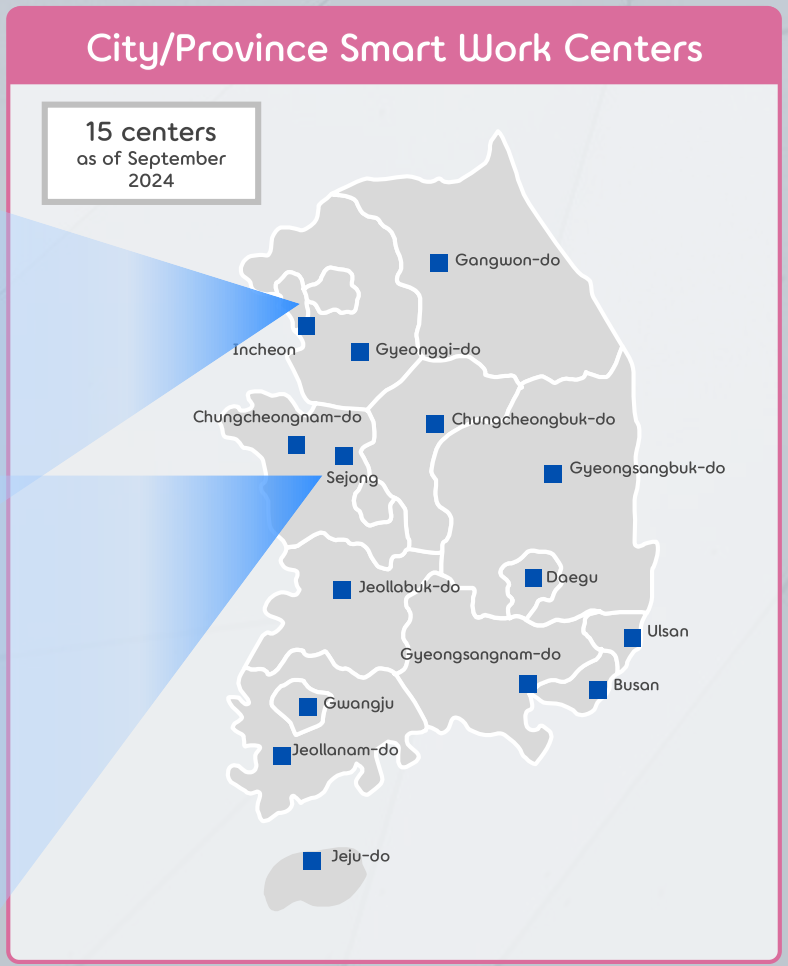 City/Province Smart Work Centers
15 centers
as of September
2024
Gangwon-do
Incheon
Gyeonggi-do
Chungcheongnam-do
Chungcheongbuk-do
Sejong
Gyeongsangbuk-do
Daegu
Jeollabuk-do
Ulsan
Gyeongsangnam-do
Busan
Gwangju
Jeollanam-do
Jeju-do